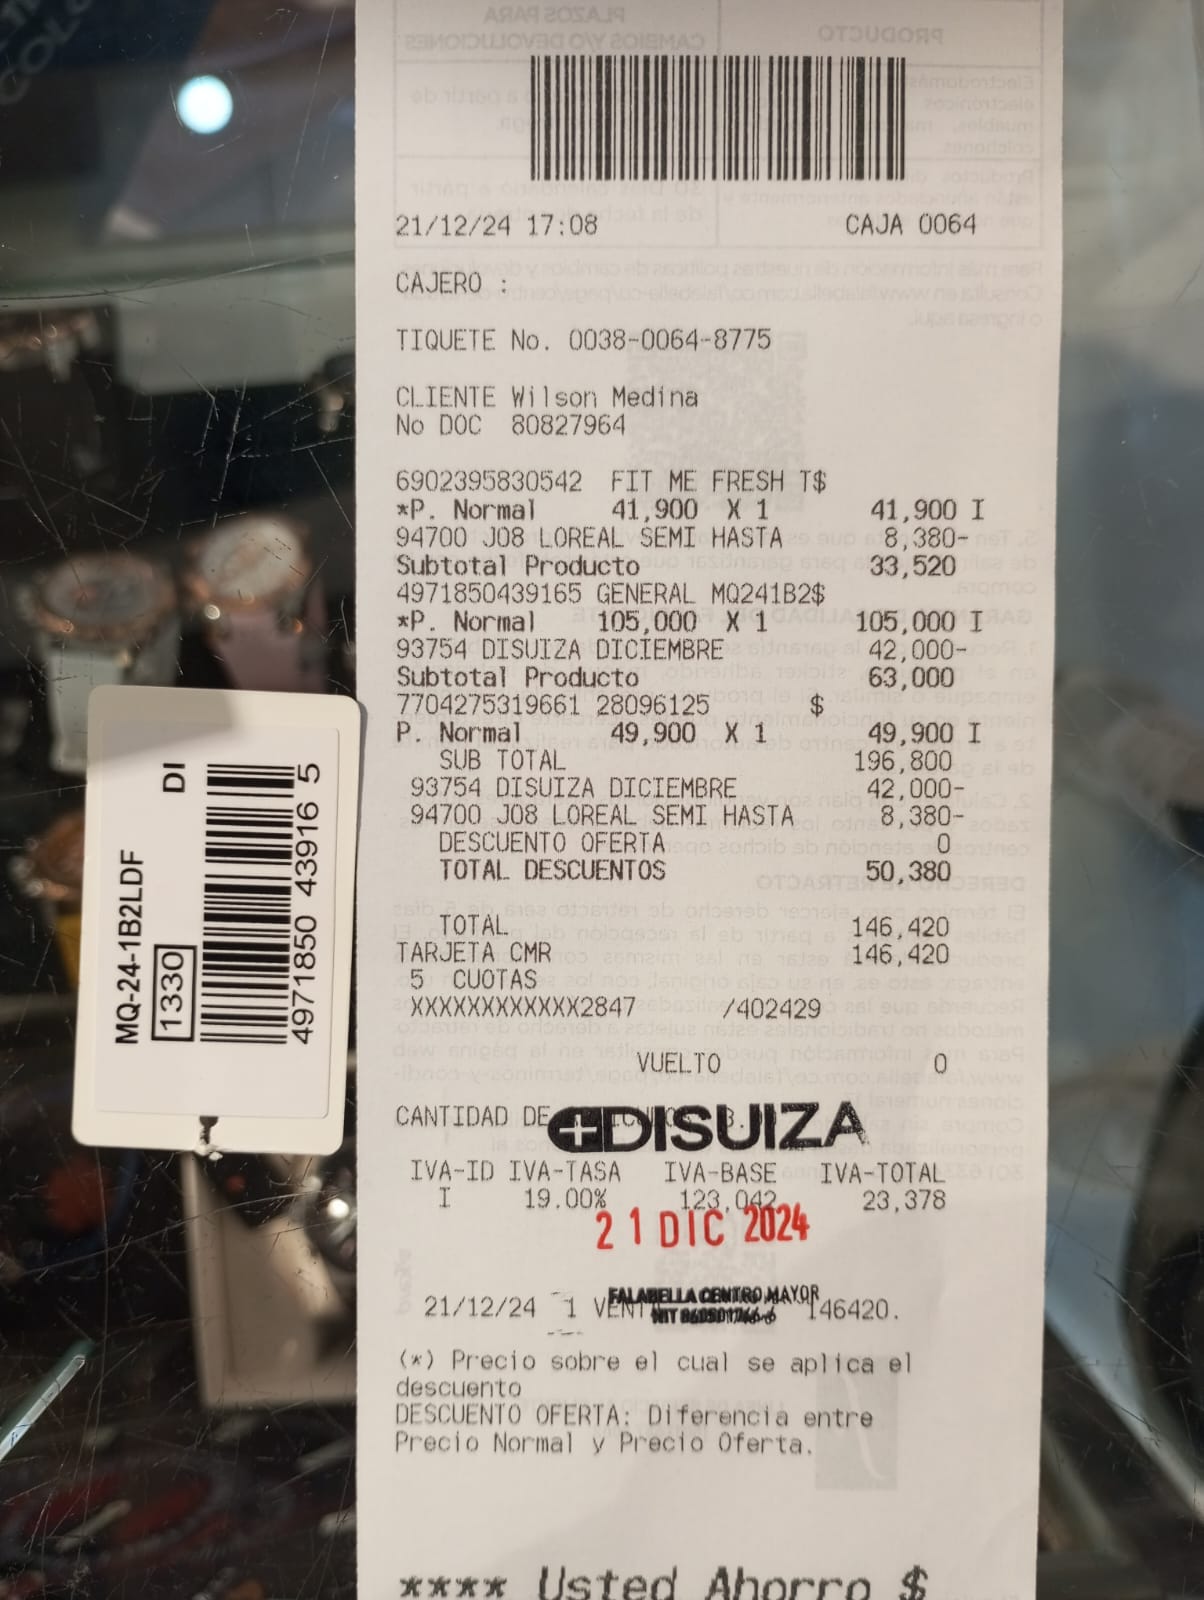 21/12/24 17:08 CAJA 0064
CAJERO :
TIQUETE No. 0038-0064-8775
CLIENTE Wilson Medina
No DOC 80827964
6902395830542 FIT ME FRESH T$
*P. Normal 41,900 X 1 41,900 I
94700 J08 LOREAL SEMI HASTA 8,380-
Subtotal Producto 33,520
4971850439165 GENERAL MQ241B2$
*P. Normal 105,000 X 1 105,000 I
93754 DISUIZA DICIEMBRE 42,000-
Subtotal Producto 63,000
7704275319661 28096125 $
P. Normal 49,900 X 1 49,900 I
SUB TOTAL 196,800
93754 DISUIZA DICIEMBRE 42,000-
94700 J08 LOREAL SEMI HASTA 8,380-
DESCUENTO OFERTA 0
TOTAL DESCUENTOS 50,380
TOTAL 146,420
TARJETA CMR 146,420
5 CUOTAS
XXXXXXXXXXXX2847 /402429
VUELTO 0
CANTIDAD DE
DISUIZA
IVA-ID IVA-TASA IVA-BASE IVA-TOTAL
I 19.00% 123,042 23,378
21 DIC 2024
FALABELLA CENTRO MAYOR
NIT
21/12/24 1 146420.
(*) Precio sobre el cual se aplica el
descuento
DESCUENTO OFERTA: Diferencia entre
Precio Normal y Precio Oferta.
**** Usted Ahorro $
MQ-24-1B2LDF DI
1330
4971850 43916 5